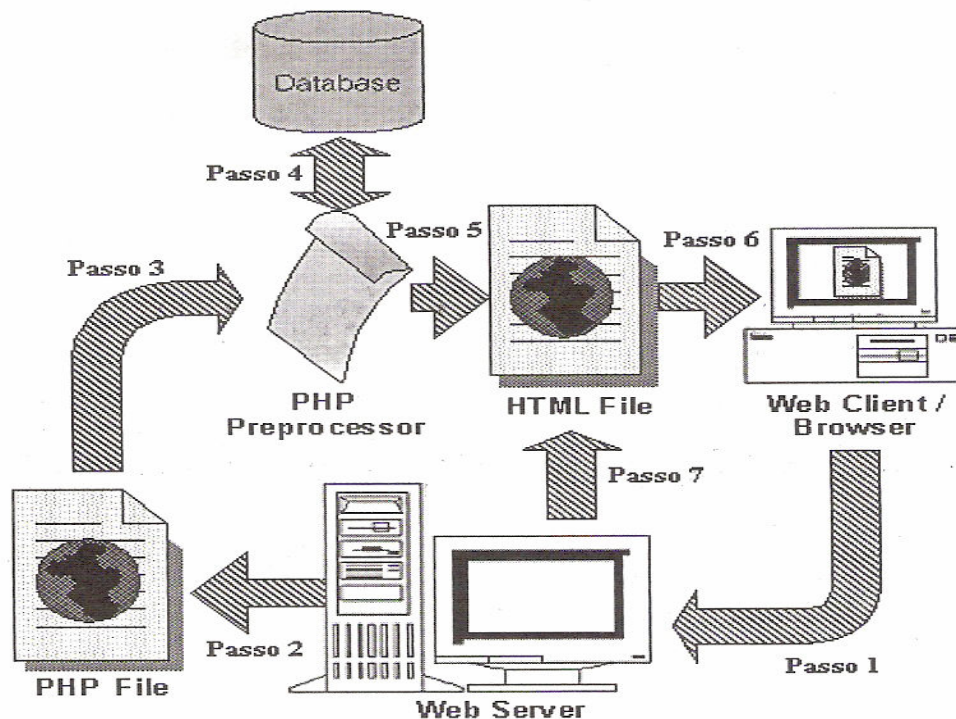 Database
Passo 4
Passo 5
Passo 6
Passo 3
PHP
Preprocessor
HTML File
Web Client /
Browser
Passo 7
Passo 2
Passo 1
PHP File
Web Server